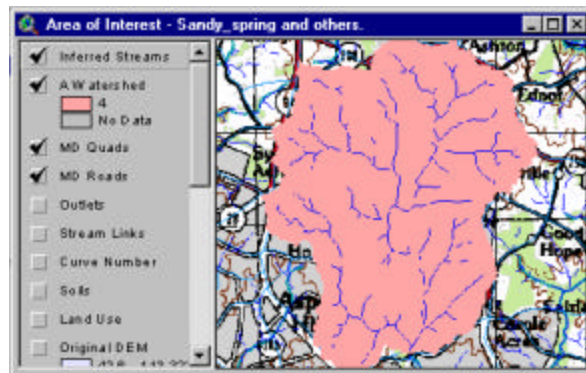 Area of Interest - Sandy_spring and others.
Inferred Streams
A Watershed
4
No Data
MD Quads
MD Roads
Outlets
Stream Links
Curve Number
Soils
Land Use
Original DEM
Ashton
Ednor
Good
Hope
Acres